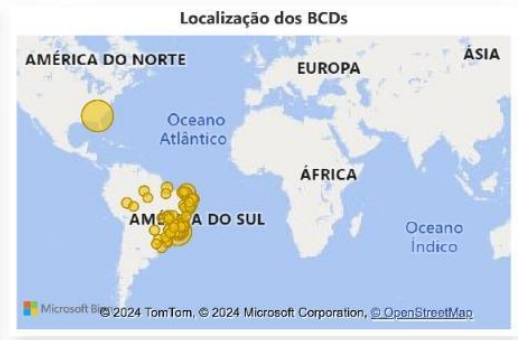 Localização dos BCDs
AMÉRICA DO NORTE
EUROPA
ÁSIA
Oceano
Atlântico
ÁFRICA
DO SUL
Oceano
Índico
Microsoft
© 2024 TomTom, © 2024 Microsoft Corporation, © OpenStreetMap